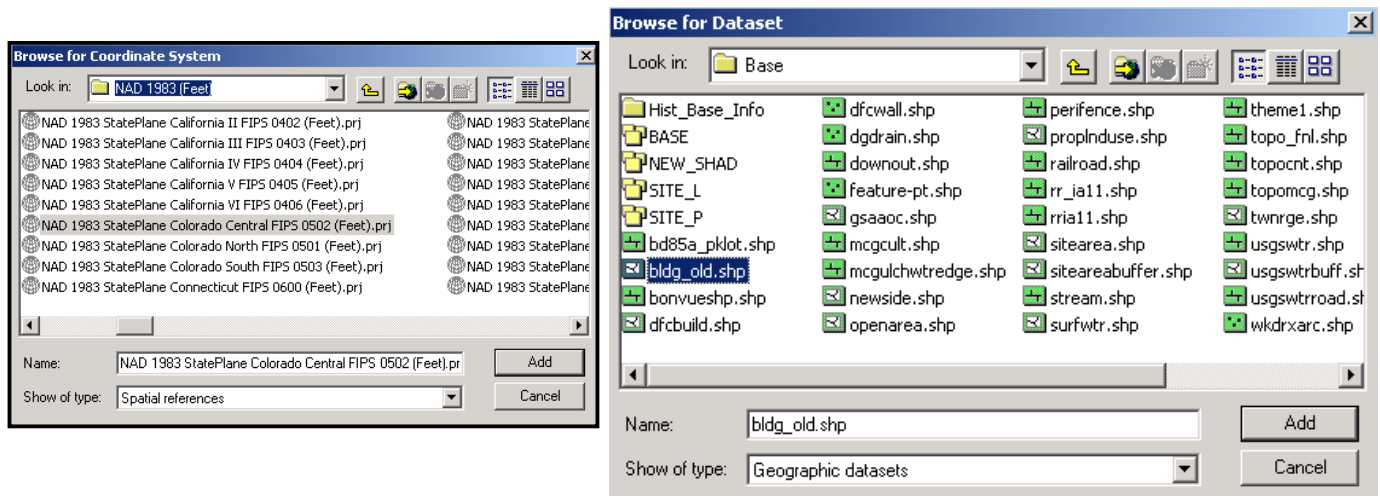 Browse for Coordinate System
Look in: NAD 1983 (Feet)
NAD 1983 StatePlane California II FIPS 0402 (Feet).prj NAD 1983 StatePlane
NAD 1983 StatePlane California III FIPS 0403 (Feet).prj NAD 1983 StatePlane
NAD 1983 StatePlane California IV FIPS 0404 (Feet).prj NAD 1983 StatePlane
NAD 1983 StatePlane California V FIPS 0405 (Feet).prj NAD 1983 StatePlane
NAD 1983 StatePlane California VI FIPS 0406 (Feet).prj NAD 1983 StatePlane
NAD 1983 StatePlane Colorado Central FIPS 0502 (Feet).prj NAD 1983 StatePlane
NAD 1983 StatePlane Colorado North FIPS 0501 (Feet).prj NAD 1983 StatePlane
NAD 1983 StatePlane Colorado South FIPS 0503 (Feet).prj NAD 1983 StatePlane
NAD 1983 StatePlane Connecticut FIPS 0600 (Feet).prj NAD 1983 StatePlane
Name: NAD 1983 StatePlane Colorado Central FIPS 0502 (Feet).pr Add
Show of type: Spatial references Cancel
Browse for Dataset
Look in: Base
Hist_Base_Info dfcwall.shp perifence.shp theme1.shp
BASE dgdrain.shp proplnduse.shp topo_fnl.shp
NEW_SHAD downout.shp railroad.shp topocnt.shp
SITE_L feature-pt.shp rr_ia11.shp topomcg.shp
SITE_P gsaaoc.shp rria11.shp twnrge.shp
bd85a_pklot.shp mcgcult.shp sitearea.shp usgswtr.shp
bldg_old.shp mcgulchwtredge.shp siteareabuffer.shp usgswtrbuff.sh
bonvueshp.shp newside.shp stream.shp usgswtrroad.sh
dfcbuild.shp openarea.shp surfwtr.shp wkdrxarc.shp
Name: bldg_old.shp Add
Show of type: Geographic datasets Cancel